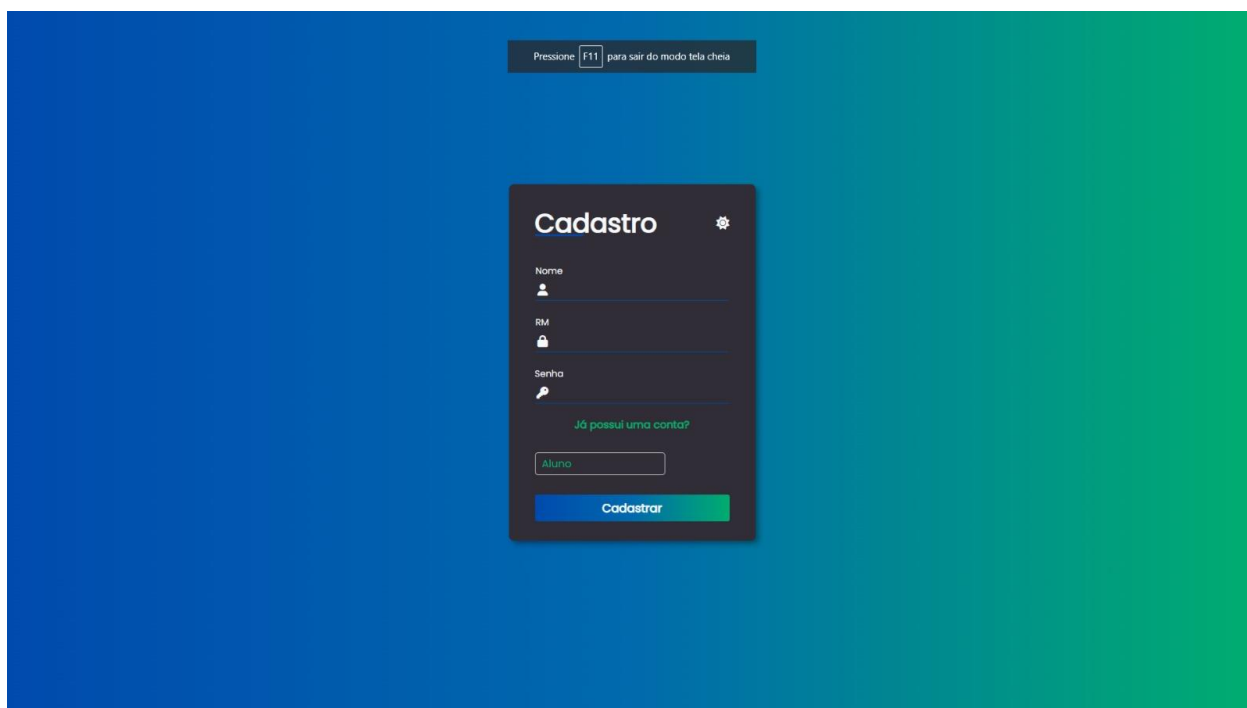 Pressione F11 para sair do modo tela cheia
Cadastro
Nome
RM
Senha
Já possui uma conta?
Aluno
Cadastrar